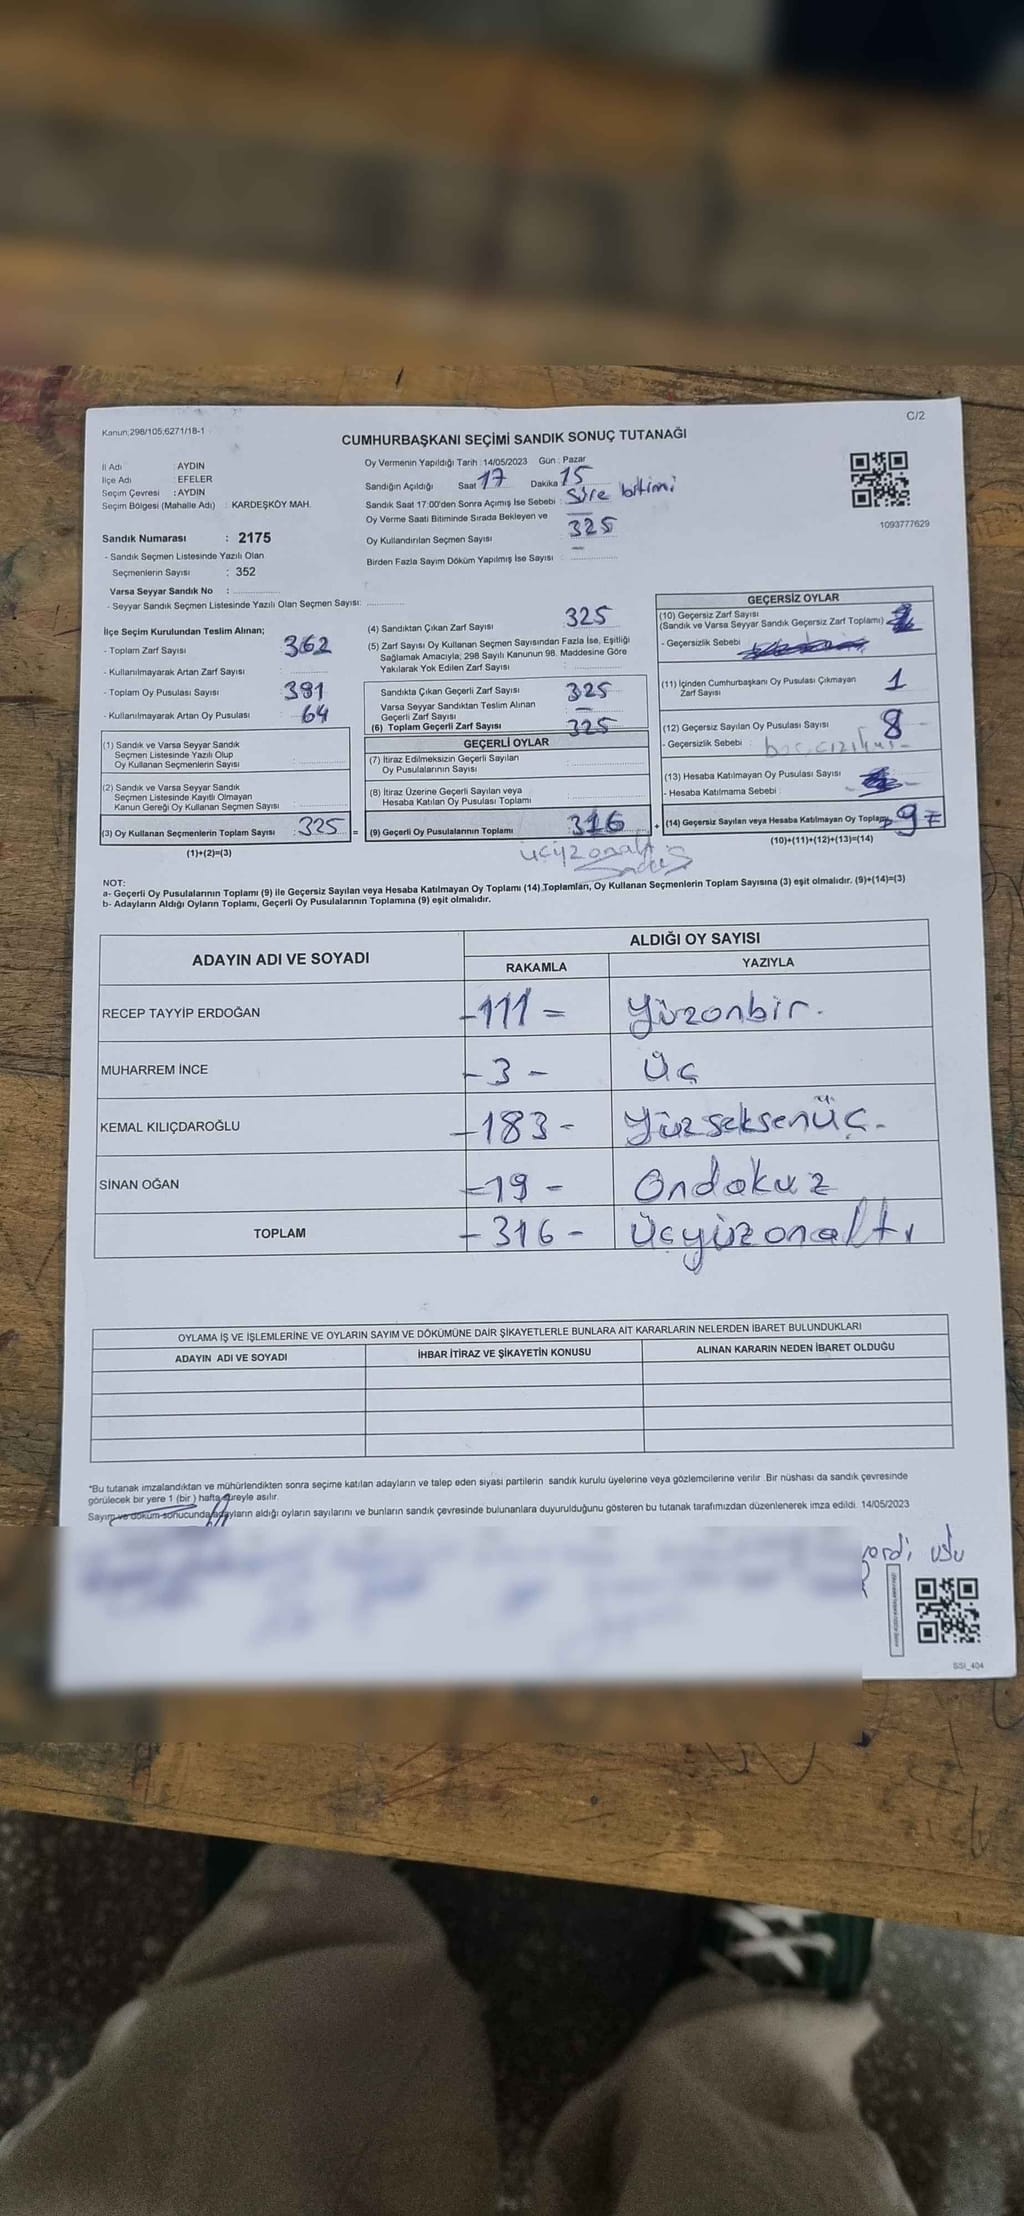 Kanun;298/105,6271/18-1
C/2
CUMHURBAŞKANI SEÇİMİ SANDIK SONUÇ TUTANAĞI
İl Adı : AYDIN
İlçe Adı : EFELER
Seçim Çevresi : AYDIN
Seçim Bölgesi (Mahalle Adı) : KARDEŞKÖY MAH.
Oy Vermenin Yapıldığı Tarih : 14/05/2023 Gün : Pazar
Sandığın Açıldığı Saat 17 Dakika 15
Sandık Saat 17:00'den Sonra Açımış İse Sebebi : Süre bitimi
Oy Verme Saati Bitiminde Sırada Bekleyen ve
Oy Kullandırılan Seçmen Sayısı 325
Birden Fazla Sayım Döküm Yapılmış İse Sayısı : –
1093777629
Sandık Numarası : 2175
- Sandık Seçmen Listesinde Yazılı Olan
Seçmenlerin Sayısı : 352
Varsa Seyyar Sandık No :
- Seyyar Sandık Seçmen Listesinde Yazılı Olan Seçmen Sayısı:
İlçe Seçim Kurulundan Teslim Alınan;
- Toplam Zarf Sayısı 362
- Kullanılmayarak Artan Zarf Sayısı
- Toplam Oy Pusulası Sayısı 391
- Kullanılmayarak Artan Oy Pusulası 64
(1) Sandık ve Varsa Seyyar Sandık
Seçmen Listesinde Yazılı Olup
Oy Kullanan Seçmenlerin Sayısı
(2) Sandık ve Varsa Seyyar Sandık
Seçmen Listesinde Kayıtlı Olmayan
Kanun Gereği Oy Kullanan Seçmen Sayısı
(3) Oy Kullanan Seçmenlerin Toplam Sayısı 325 =
(1)+(2)=(3)
(4) Sandıktan Çıkan Zarf Sayısı 325
(5) Zarf Sayısı Oy Kullanan Seçmen Sayısından Fazla İse, Eşitliği
Sağlamak Amacıyla; 298 Sayılı Kanunun 98. Maddesine Göre
Yakılarak Yok Edilen Zarf Sayısı
Sandıkta Çıkan Geçerli Zarf Sayısı 325
Varsa Seyyar Sandıktan Teslim Alınan
Geçerli Zarf Sayısı –
(6) Toplam Geçerli Zarf Sayısı 325
GEÇERLİ OYLAR
(7) İtiraz Edilmeksizin Geçerli Sayılan
Oy Pusulalarının Sayısı
(8) İtiraz Üzerine Geçerli Sayılan veya
Hesaba Katılan Oy Pusulası Toplamı
(9) Geçerli Oy Pusulalarının Toplamı 316 +
üçyüzonaltı
GEÇERSİZ OYLAR
(10) Geçersiz Zarf Sayısı
(Sandık ve Varsa Seyyar Sandık Geçersiz Zarf Toplamı)
- Geçersizlik Sebebi
(11) İçinden Cumhurbaşkanı Oy Pusulası Çıkmayan
Zarf Sayısı 1
(12) Geçersiz Sayılan Oy Pusulası Sayısı 8
- Geçersizlik Sebebi :
(13) Hesaba Katılmayan Oy Pusulası Sayısı
- Hesaba Katılmama Sebebi :
(14) Geçersiz Sayılan veya Hesaba Katılmayan Oy Toplamı 9
(10)+(11)+(12)+(13)=(14)
NOT:
a- Geçerli Oy Pusulalarının Toplamı (9) ile Geçersiz Sayılan veya Hesaba Katılmayan Oy Toplamı (14) Toplamları, Oy Kullanan Seçmenlerin Toplam Sayısına (3) eşit olmalıdır. (9)+(14)=(3)
b- Adayların Aldığı Oyların Toplamı, Geçerli Oy Pusulalarının Toplamına (9) eşit olmalıdır.
ADAYIN ADI VE SOYADI
ALDIĞI OY SAYISI
RAKAMLA YAZIYLA
RECEP TAYYİP ERDOĞAN -111= Yüzonbir.
MUHARREM İNCE -3- Üç
KEMAL KILIÇDAROĞLU -183- Yüzseksenüç.
SİNAN OĞAN -19- Ondokuz
TOPLAM -316- Üçyüzonaltı
OYLAMA İŞ VE İŞLEMLERİNE VE OYLARIN SAYIM VE DÖKÜMÜNE DAİR ŞİKAYETLERLE BUNLARA AİT KARARLARIN NELERDEN İBARET BULUNDUKLARI
ADAYIN ADI VE SOYADI İHBAR İTİRAZ VE ŞİKAYETİN KONUSU ALINAN KARARIN NEDEN İBARET OLDUĞU
*Bu tutanak imzalandıktan ve mühürlendikten sonra seçime katılan adayların ve talep eden siyasi partilerin sandık kurulu üyelerine veya gözlemcilerine verilir. Bir nüshası da sandık çevresinde
görülecek bir yere 1 (bir) hafta süreyle asılır.
Sayım ve döküm sonucunda adayların aldığı oyların sayılarını ve bunların sandık çevresinde bulunanlara duyurulduğunu gösteren bu tutanak tarafımızdan düzenlenerek imza edildi. 14/05/2023
SSI_404